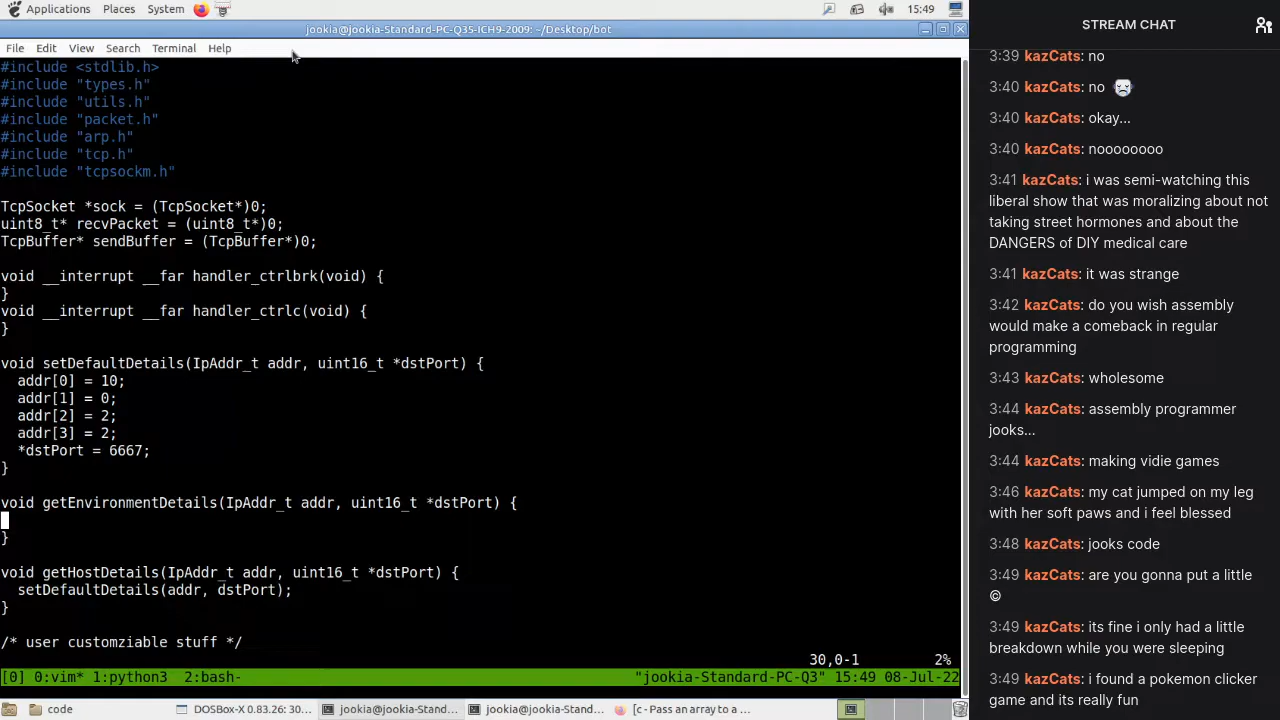 Applications Places System 15:49
jookia@jookia-Standard-PC-Q35-ICH9-2009: ~/Desktop/bot
File Edit View Search Terminal Help
#include <stdlib.h>
#include "types.h"
#include "utils.h"
#include "packet.h"
#include "arp.h"
#include "tcp.h"
#include "tcpsockm.h"
TcpSocket *sock = (TcpSocket*)0;
uint8_t* recvPacket = (uint8_t*)0;
TcpBuffer* sendBuffer = (TcpBuffer*)0;
void __interrupt __far handler_ctrlbrk(void) {
}
void __interrupt __far handler_ctrlc(void) {
}
void setDefaultDetails(IpAddr_t addr, uint16_t *dstPort) {
addr[0] = 10;
addr[1] = 0;
addr[2] = 2;
addr[3] = 2;
*dstPort = 6667;
}
void getEnvironmentDetails(IpAddr_t addr, uint16_t *dstPort) {
}
void getHostDetails(IpAddr_t addr, uint16_t *dstPort) {
setDefaultDetails(addr, dstPort);
}
/* user customziable stuff */
30,0-1 2%
[0] 0:vim* 1:python3 2:bash- "jookia-Standard-PC-Q3" 15:49 08-Jul-22
code DOSBox-X 0.83.26: 30... jookia@jookia-Stand... jookia@jookia-Stand... [c - Pass an array to a ...
STREAM CHAT
3:39 kazCats: no
3:40 kazCats: no
3:40 kazCats: okay...
3:40 kazCats: noooooooo
3:41 kazCats: i was semi-watching this
liberal show that was moralizing about not
taking street hormones and about the
DANGERS of DIY medical care
3:41 kazCats: it was strange
3:42 kazCats: do you wish assembly
would make a comeback in regular
programming
3:43 kazCats: wholesome
3:44 kazCats: assembly programmer
jooks...
3:44 kazCats: making vidie games
3:46 kazCats: my cat jumped on my leg
with her soft paws and i feel blessed
3:48 kazCats: jooks code
3:49 kazCats: are you gonna put a little
©
3:49 kazCats: its fine i only had a little
breakdown while you were sleeping
3:49 kazCats: i found a pokemon clicker
game and its really fun